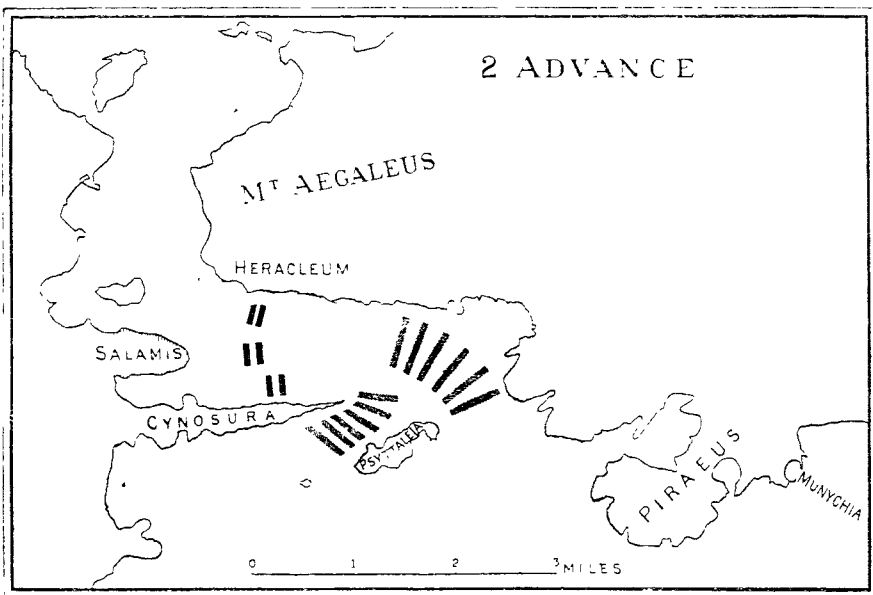 2 ADVANCE
MT AEGALEUS
HERACLEUM
SALAMIS
CYNOSURA
PSYTTALEIA
PIRAEUS
MUNYCHIA
0 1 2 3 MILES